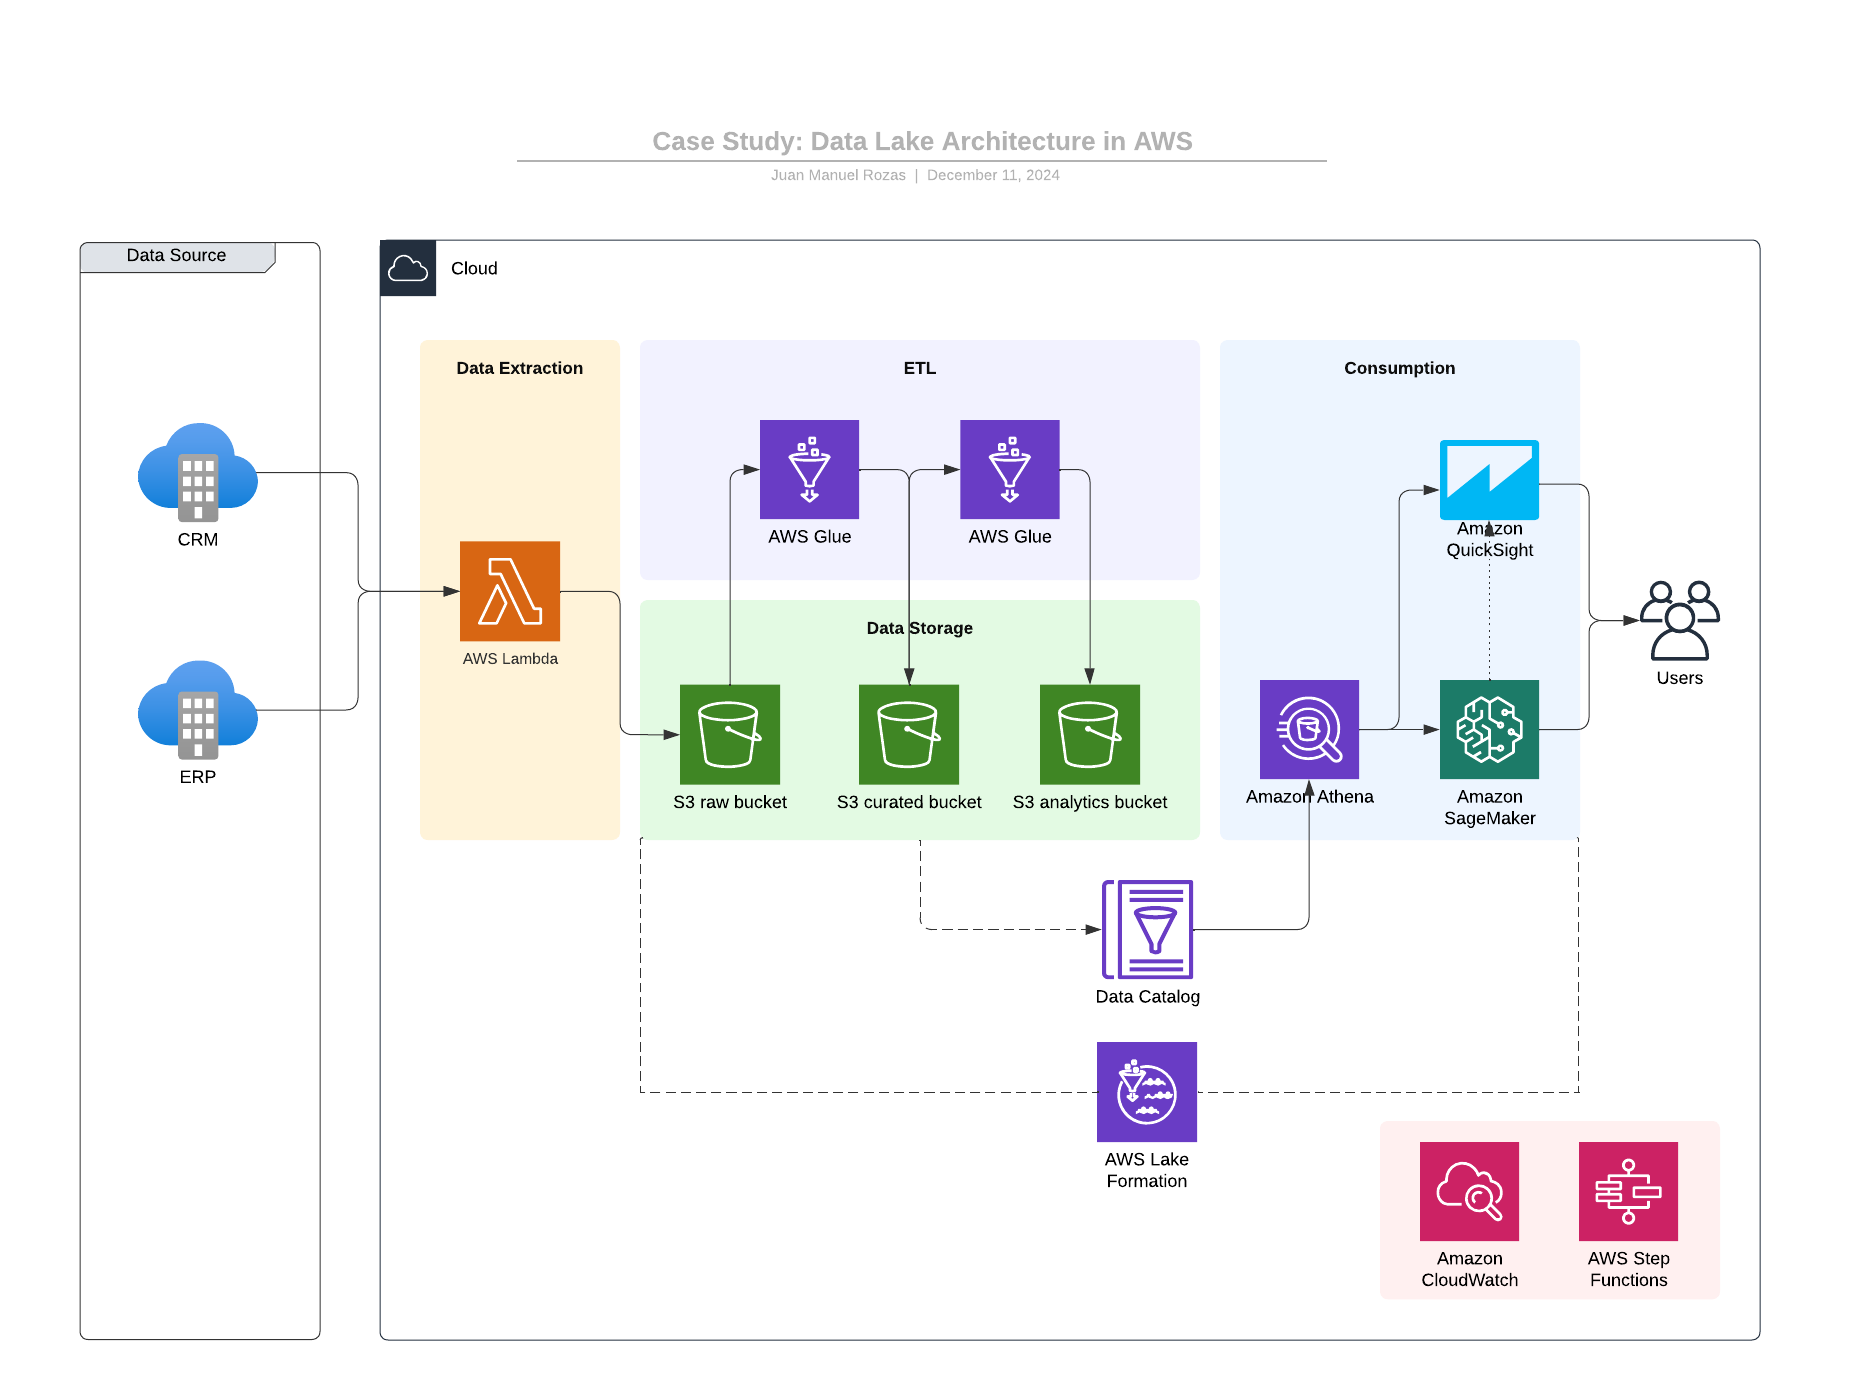 Case Study: Data Lake Architecture in AWS
Juan Manuel Rozas | December 11, 2024
Data Source
Cloud
Data Extraction
ETL
Consumption
CRM
AWS Glue
AWS Glue
Amazon
QuickSight
Data Storage
AWS Lambda
Users
ERP
S3 raw bucket
S3 curated bucket
S3 analytics bucket
Amazon Athena
Amazon
SageMaker
Data Catalog
AWS Lake
Formation
Amazon
CloudWatch
AWS Step
Functions